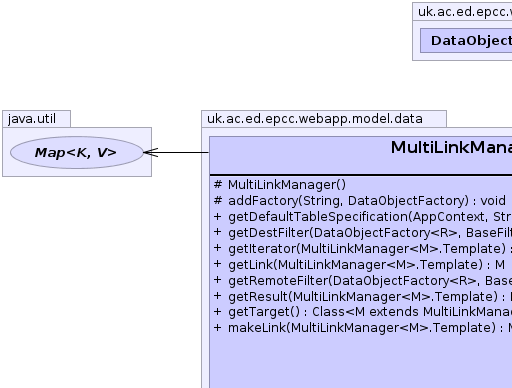 uk.ac.ed.epcc.w
DataObject
java.util
Map<K, V>
uk.ac.ed.epcc.webapp.model.data
MultiLinkMana
# MultiLinkManager()
# addFactory(String, DataObjectFactory) : void
+ getDefaultTableSpecification(AppContext, Str
+ getDestFilter(DataObjectFactory<R>, BaseFilt
+ getIterator(MultiLinkManager<M>.Template) :
+ getLink(MultiLinkManager<M>.Template) : M
+ getRemoteFilter(DataObjectFactory<R>, Base
+ getResult(MultiLinkManager<M>.Template) :
+ getTarget() : Class<M extends MultiLinkManag
+ makeLink(MultiLinkManager<M>.Template) : M